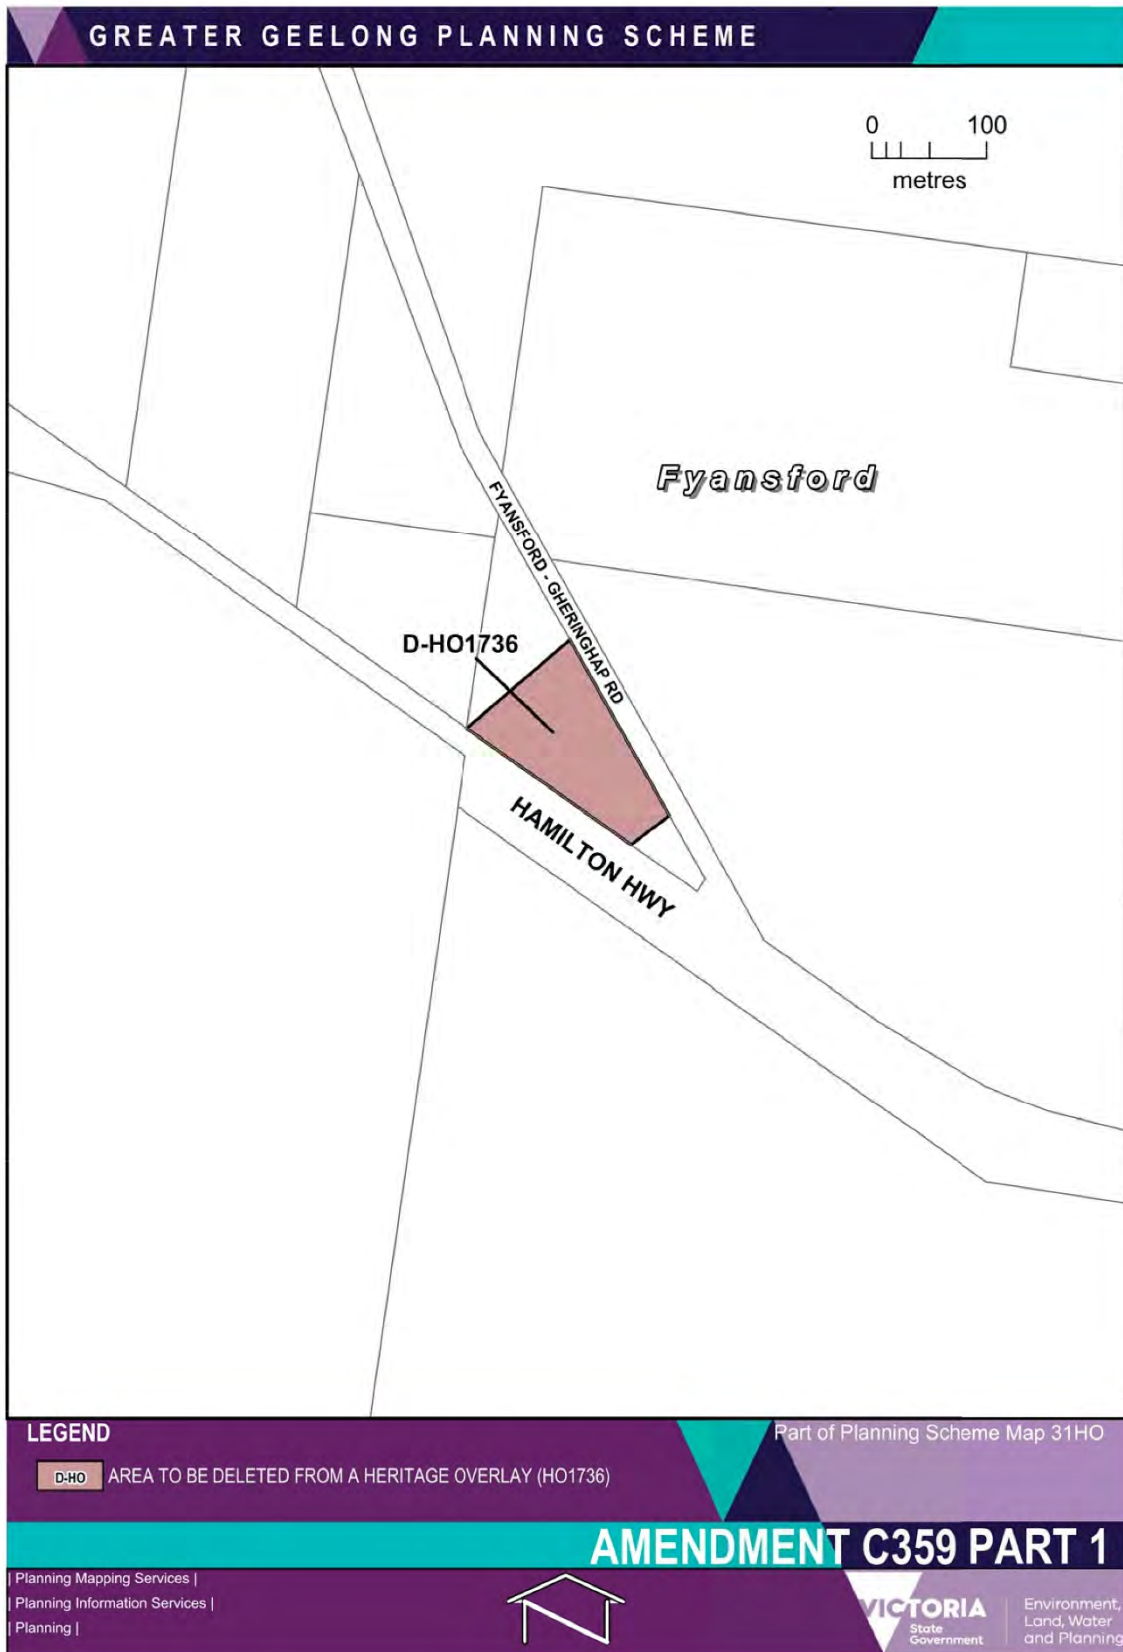 GREATER GEELONG PLANNING SCHEME
0 100
metres
Fyansford
FYANSFORD - GHERINGHAP RD
D-HO1736
HAMILTON HWY
LEGEND
Part of Planning Scheme Map 31HO
D-HO AREA TO BE DELETED FROM A HERITAGE OVERLAY (HO1736)
AMENDMENT C359 PART 1
| Planning Mapping Services |
| Planning Information Services |
| Planning |
N
VICTORIA
State
Government
Environment,
Land, Water
and Planning